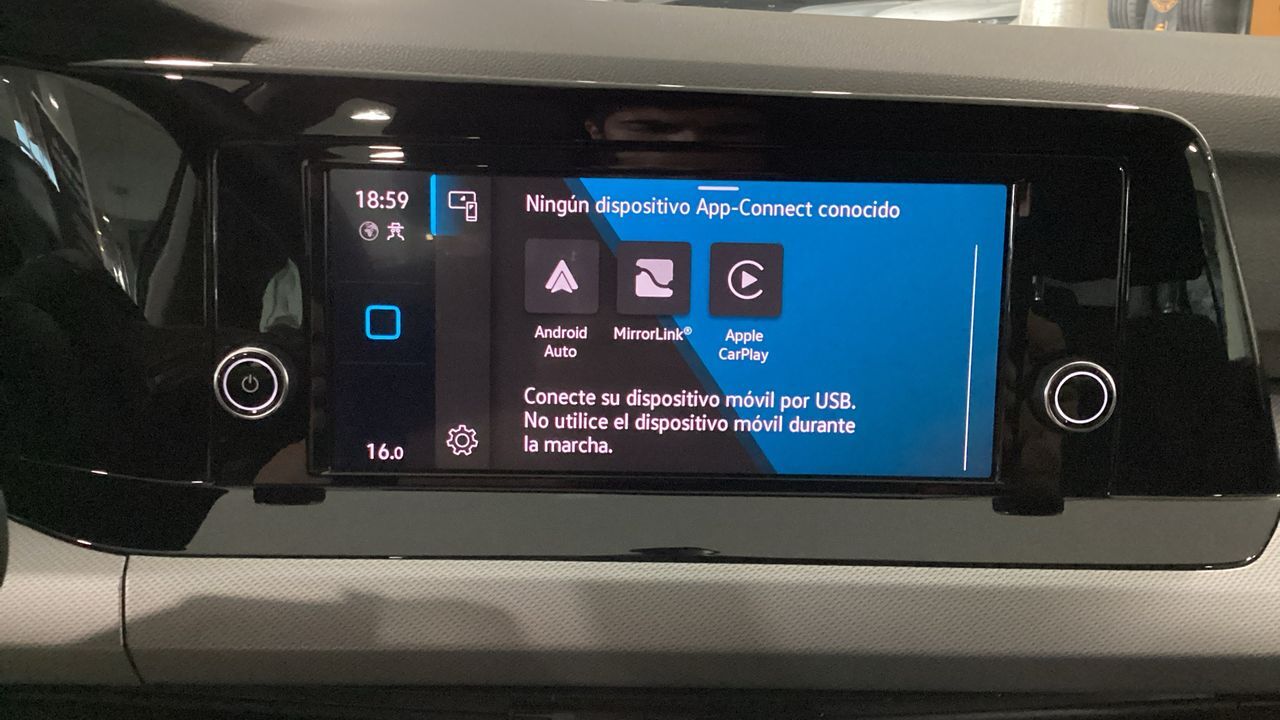 18:59
Ningún dispositivo App-Connect conocido
Android
Auto
MirrorLink®
Apple
CarPlay
Conecte su dispositivo móvil por USB.
No utilice el dispositivo móvil durante
la marcha.
16.0